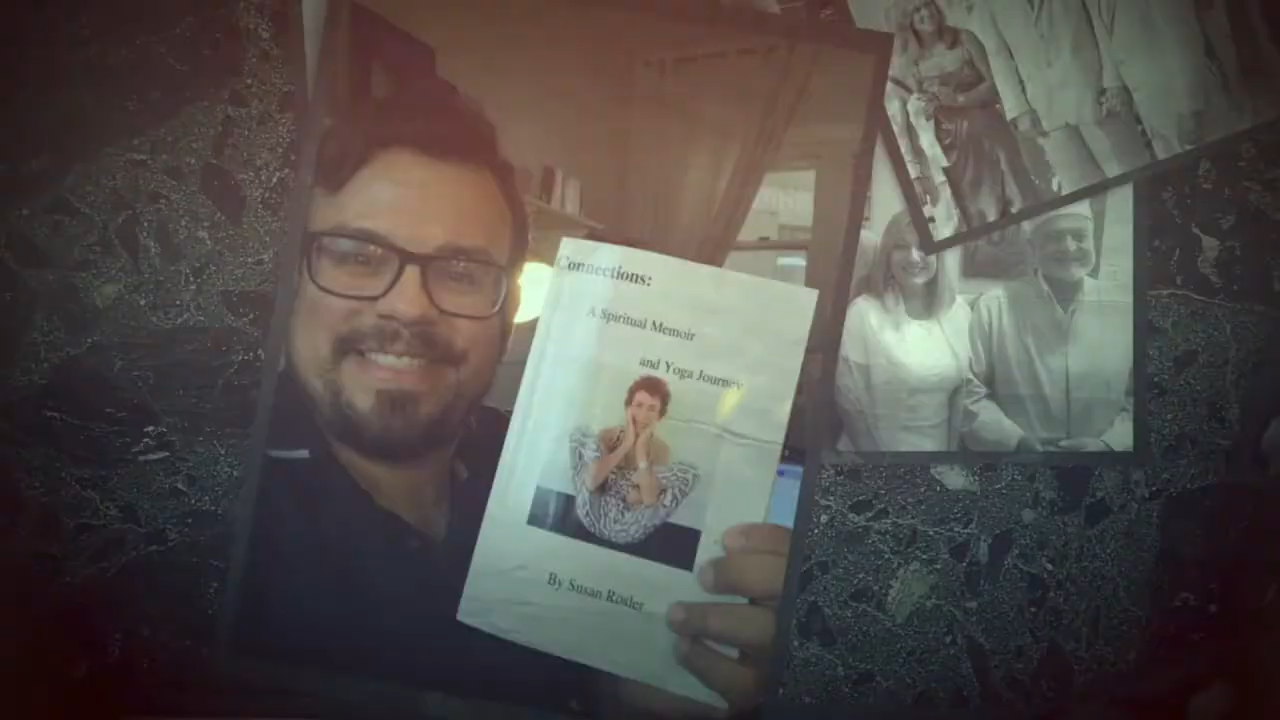 Connections:
A Spiritual Memoir
and Yoga Journey
By Susan Rosler